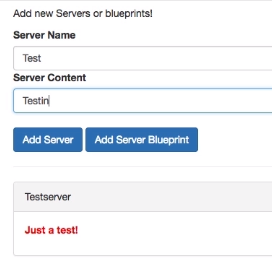 Add new Servers or blueprints!
Server Name
Test
Server Content
Testin
Add Server Add Server Blueprint
Testserver
Just a test!